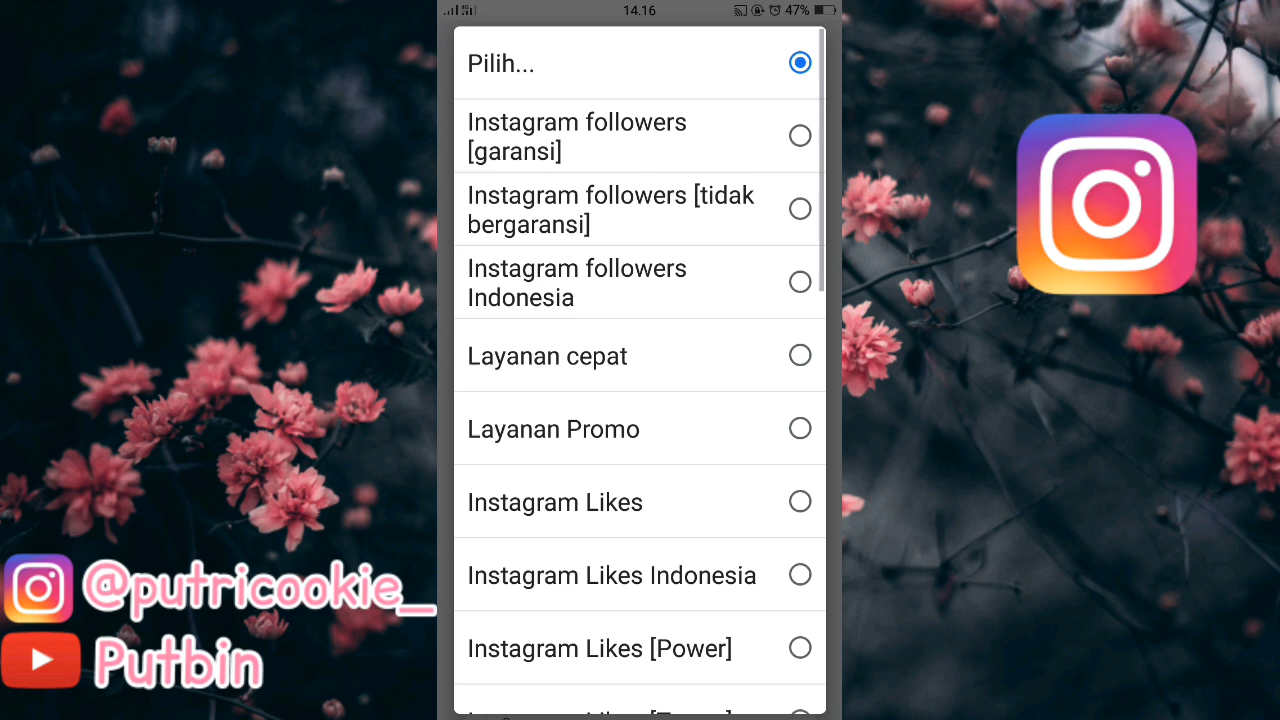 14.16
47%
Pilih...
Instagram followers
[garansi]
Instagram followers [tidak
bergaransi]
Instagram followers
Indonesia
Layanan cepat
Layanan Promo
Instagram Likes
Instagram Likes Indonesia
Instagram Likes [Power]
@putricookie_
Putbin